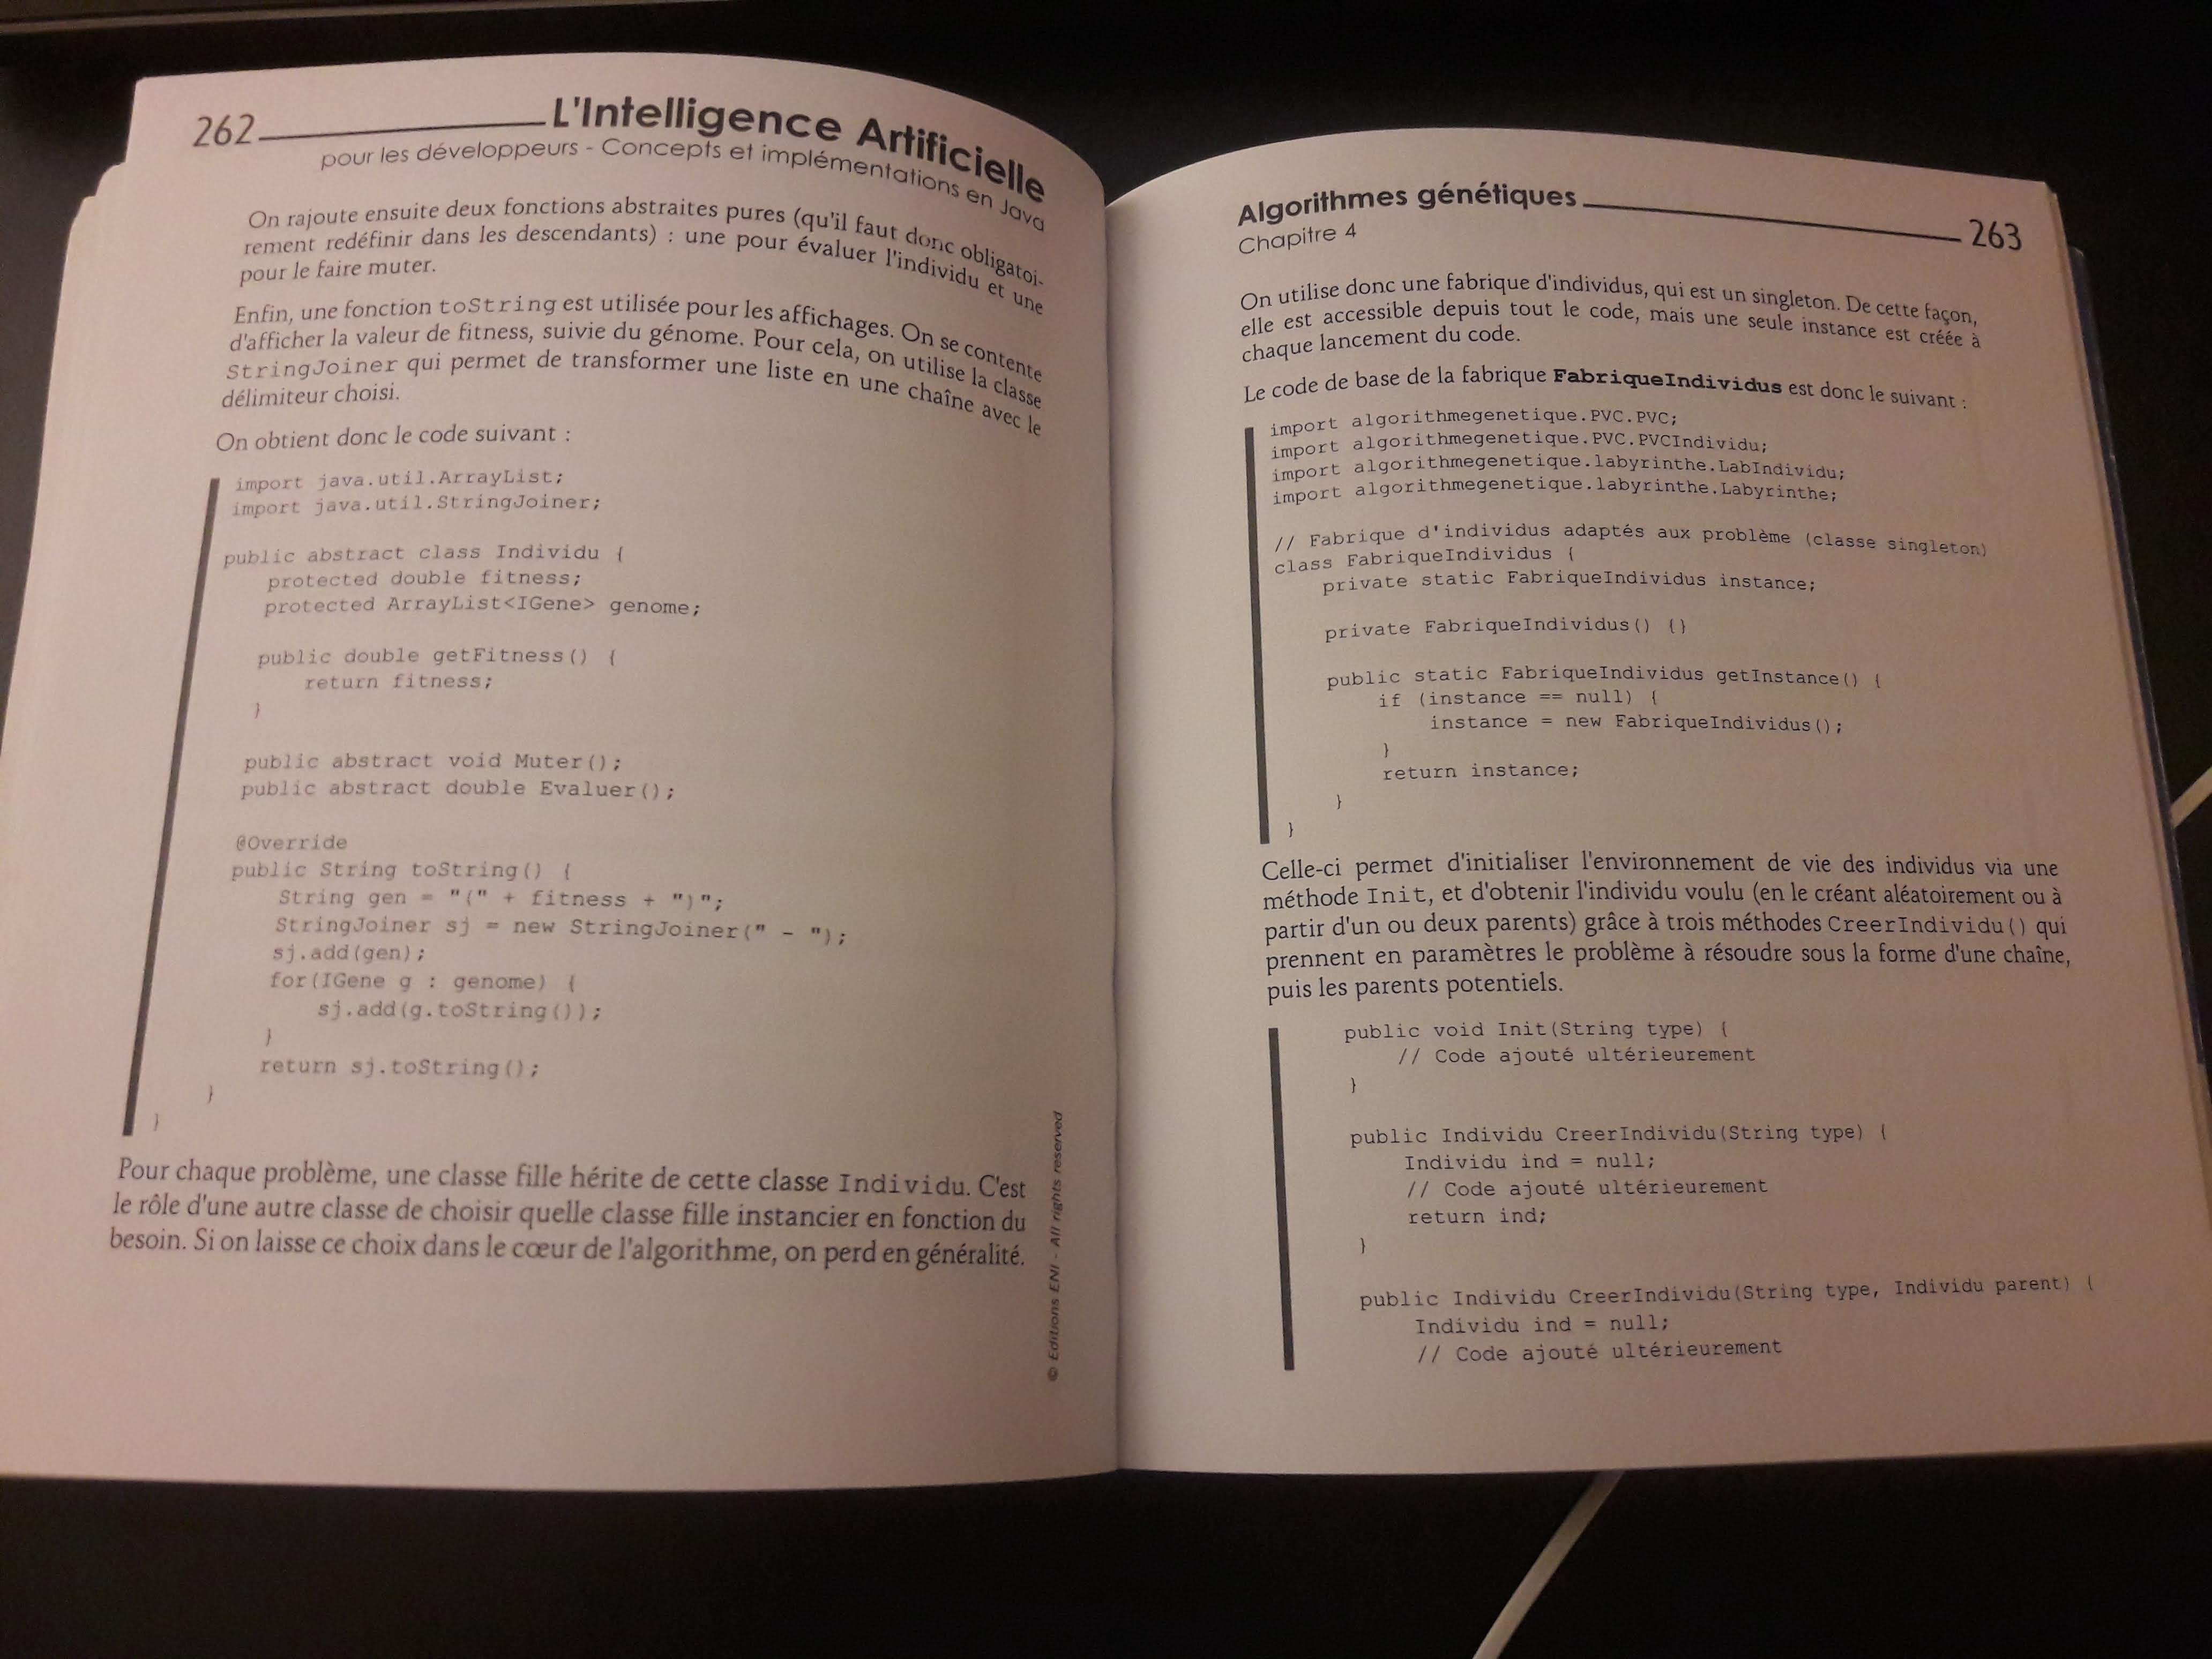 262
L'Intelligence Artificielle
pour les développeurs - Concepts et implémentations en Java
On rajoute ensuite deux fonctions abstraites pures (qu'il faut donc obligatoi-
rement redéfinir dans les descendants) : une pour évaluer l'individu et une
pour le faire muter.
Enfin, une fonction toString est utilisée pour les affichages. On se contente
d'afficher la valeur de fitness, suivie du génome. Pour cela, on utilise la classe
StringJoiner qui permet de transformer une liste en une chaîne avec le
délimiteur choisi.
On obtient donc le code suivant :
import java.util.ArrayList;
import java.util.StringJoiner;
public abstract class Individu {
protected double fitness;
protected ArrayList<IGene> genome;
public double getFitness() {
return fitness;
}
public abstract void Muter();
public abstract double Evaluer();
@Override
public String toString() {
String gen = "(" + fitness + ")";
StringJoiner sj = new StringJoiner(" - ");
sj.add(gen);
for(IGene g : genome) {
sj.add(g.toString());
}
return sj.toString();
}
}
Pour chaque problème, une classe fille hérite de cette classe Individu. C'est
le rôle d'une autre classe de choisir quelle classe fille instancier en fonction du
besoin. Si on laisse ce choix dans le cœur de l'algorithme, on perd en généralité.
© Editions ENI - All rights reserved
Algorithmes génétiques
263
Chapitre 4
On utilise donc une fabrique d'individus, qui est un singleton. De cette façon,
elle est accessible depuis tout le code, mais une seule instance est créée à
chaque lancement du code.
Le code de base de la fabrique FabriqueIndividus est donc le suivant :
import algorithmegenetique.PVC.PVC;
import algorithmegenetique.PVC.PVCIndividu;
import algorithmegenetique.labyrinthe.LabIndividu;
import algorithmegenetique.labyrinthe.Labyrinthe;
// Fabrique d'individus adaptés aux problème (classe singleton)
class FabriqueIndividus {
private static FabriqueIndividus instance;
private FabriqueIndividus() {}
public static FabriqueIndividus getInstance() {
if (instance == null) {
instance = new FabriqueIndividus();
}
return instance;
}
}
Celle-ci permet d'initialiser l'environnement de vie des individus via une
méthode Init, et d'obtenir l'individu voulu (en le créant aléatoirement ou à
partir d'un ou deux parents) grâce à trois méthodes CreerIndividu() qui
prennent en paramètres le problème à résoudre sous la forme d'une chaîne,
puis les parents potentiels.
public void Init(String type) {
// Code ajouté ultérieurement
}
public Individu CreerIndividu(String type) {
Individu ind = null;
// Code ajouté ultérieurement
return ind;
}
public Individu CreerIndividu(String type, Individu parent) {
Individu ind = null;
// Code ajouté ultérieurement